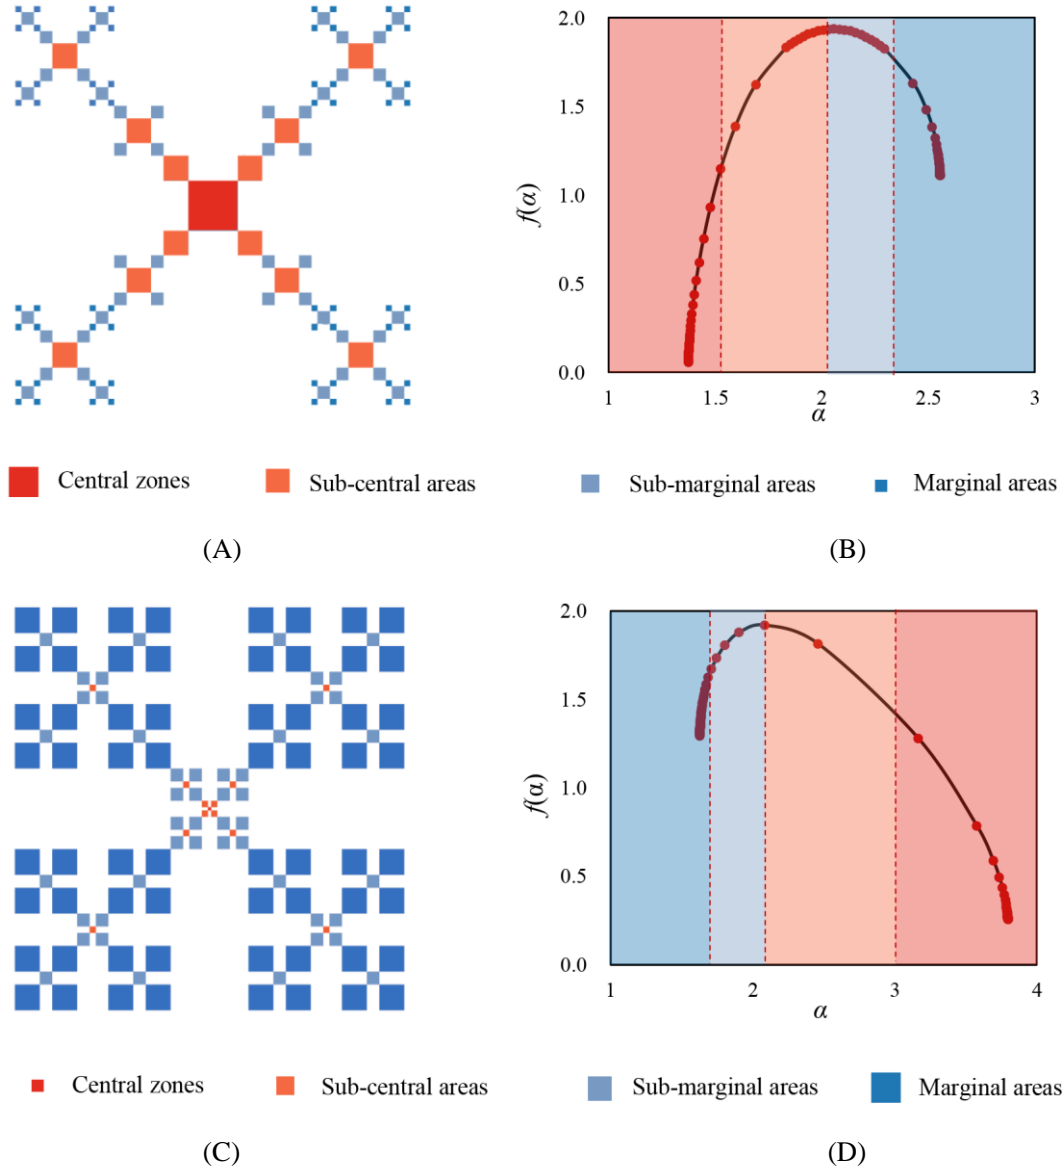 2.0
1.5
1.0
0.5
0.0
f(α)
1
1.5
2
2.5
3
α
Central zones
Sub-central areas
Sub-marginal areas
Marginal areas
(A)
(B)
2.0
1.5
1.0
0.5
0.0
f(α)
1
2
3
4
α
Central zones
Sub-central areas
Sub-marginal areas
Marginal areas
(C)
(D)